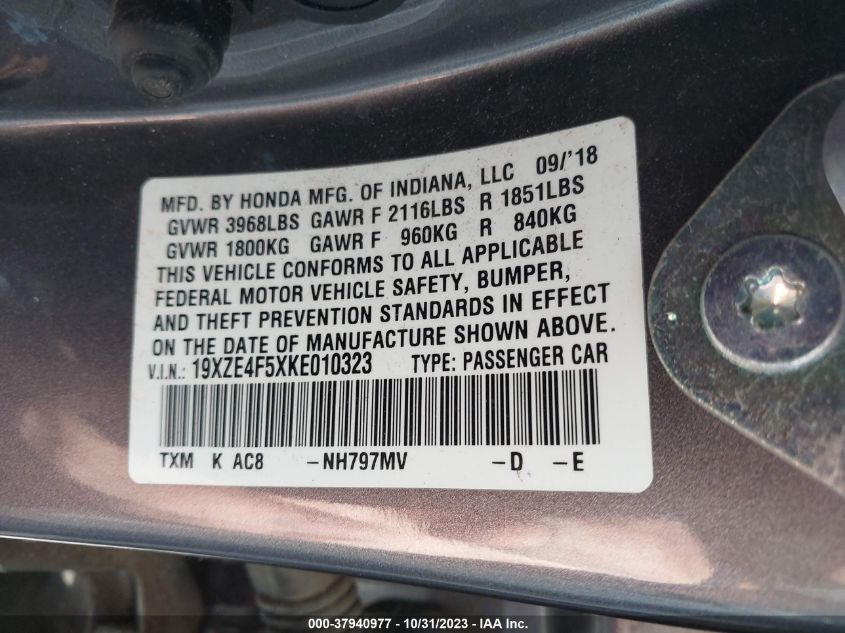 MFD. BY HONDA MFG. OF INDIANA, LLC 09/'18
GVWR 3968LBS GAWR F 2116LBS R 1851LBS
GVWR 1800KG GAWR F 960KG R 840KG
THIS VEHICLE CONFORMS TO ALL APPLICABLE
FEDERAL MOTOR VEHICLE SAFETY, BUMPER,
AND THEFT PREVENTION STANDARDS IN EFFECT
ON THE DATE OF MANUFACTURE SHOWN ABOVE.
V.I.N.: 19XZE4F5XKE010323 TYPE: PASSENGER CAR
TXM K AC8 -NH797MV -D -E
000-37940977 - 10/31/2023 - © IAA Inc.